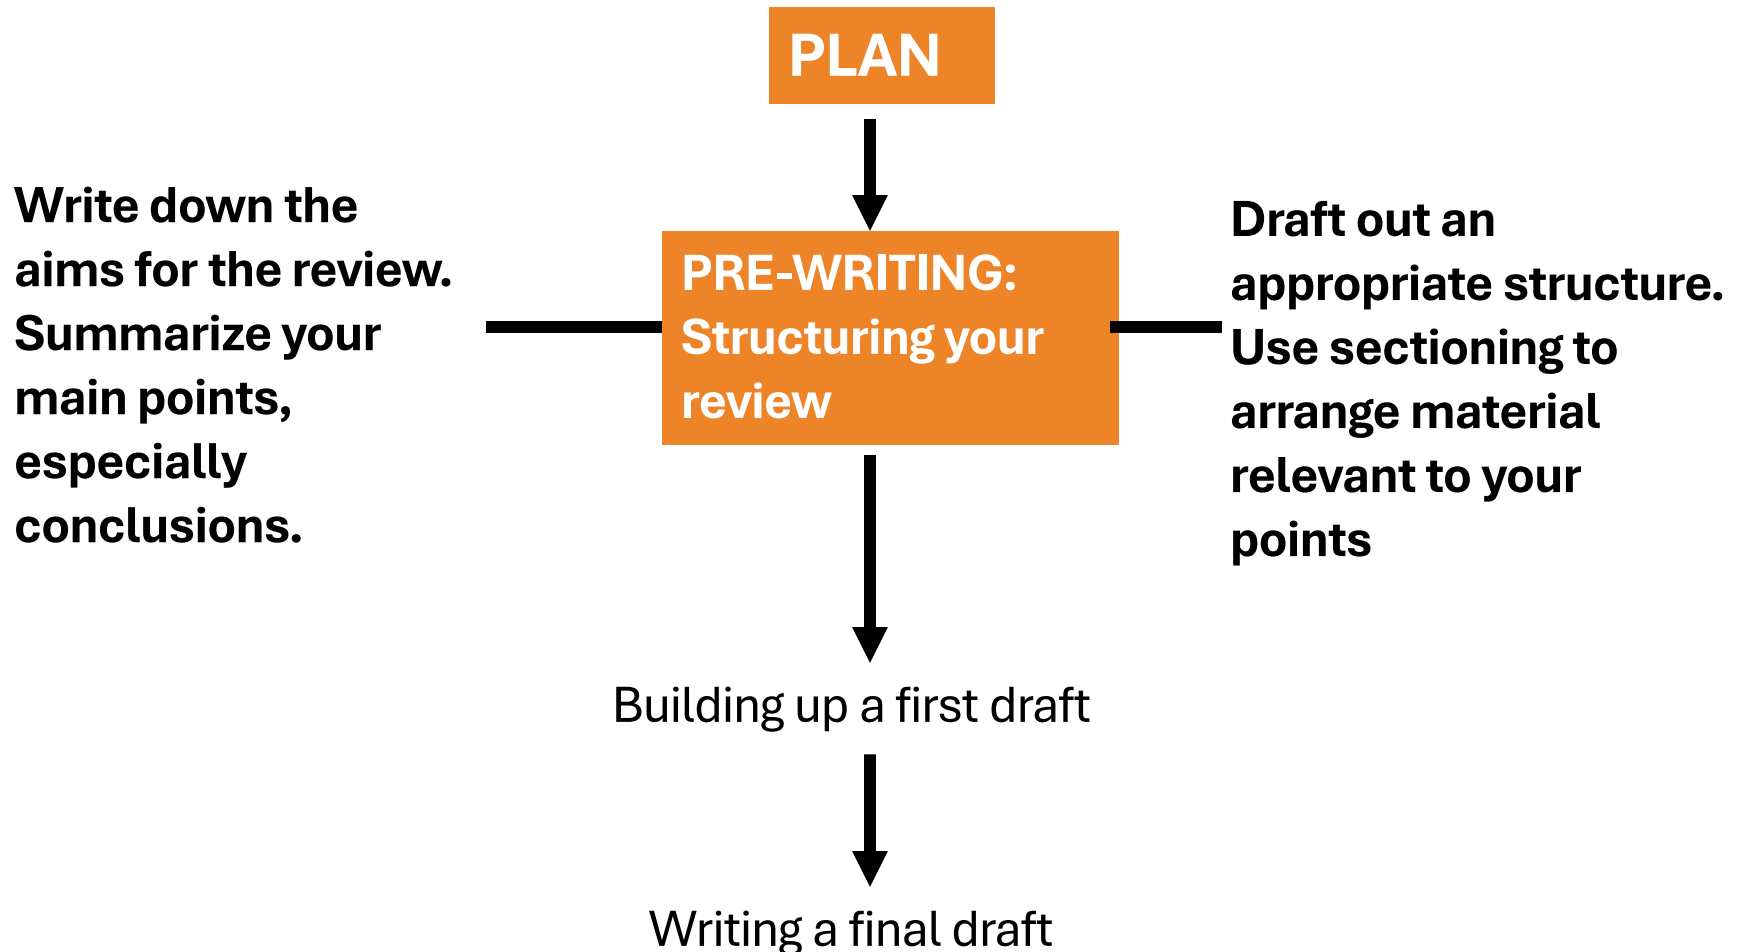 PLAN
Write down the
aims for the review.
Summarize your
main points,
especially
conclusions.
PRE-WRITING:
Structuring your
review
Draft out an
appropriate structure.
Use sectioning to
arrange material
relevant to your
points
Building up a first draft
Writing a final draft